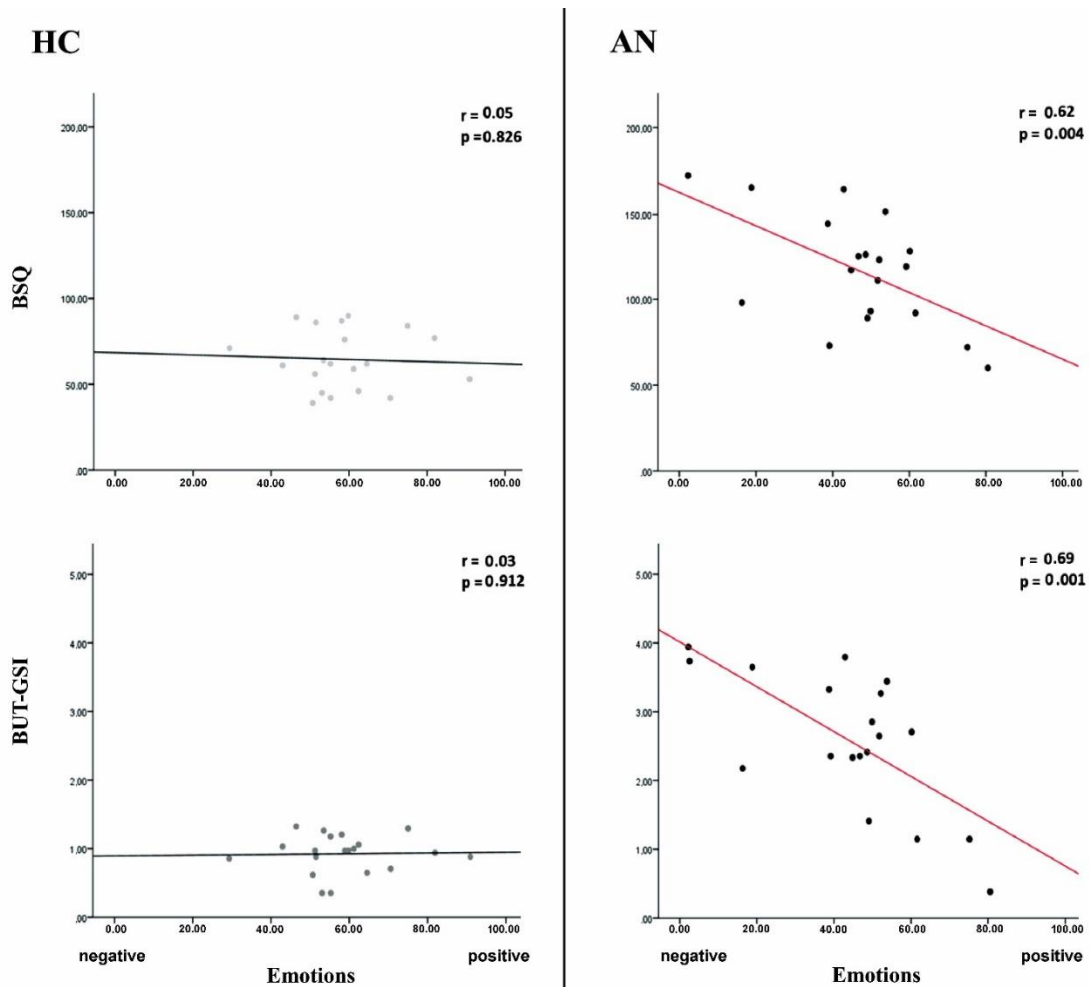 HC
r = 0.05
p = 0.826
200.00
150.00
100.00
50.00
.00
BSQ
0.00 20.00 40.00 60.00 80.00 100.00
AN
r = 0.62
p = 0.004
200.00
150.00
100.00
50.00
.00
0.00 20.00 40.00 60.00 80.00 100.00
r = 0.03
p = 0.912
5.00
4.00
3.00
2.00
1.00
.00
BUT-GSI
0.00 20.00 40.00 60.00 80.00 100.00
negative positive
Emotions
r = 0.69
p = 0.001
5.00
4.00
3.00
2.00
1.00
.00
0.00 20.00 40.00 60.00 80.00 100.00
negative positive
Emotions